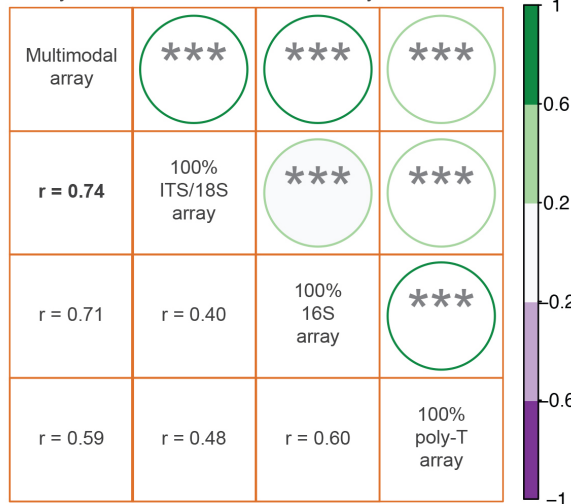 Multimodal
array
***
***
***
r = 0.74
100%
ITS/18S
array
***
***
r = 0.71
r = 0.40
100%
16S
array
***
r = 0.59
r = 0.48
r = 0.60
100%
poly-T
array
1
0.6
0.2
-0.2
-0.6
-1